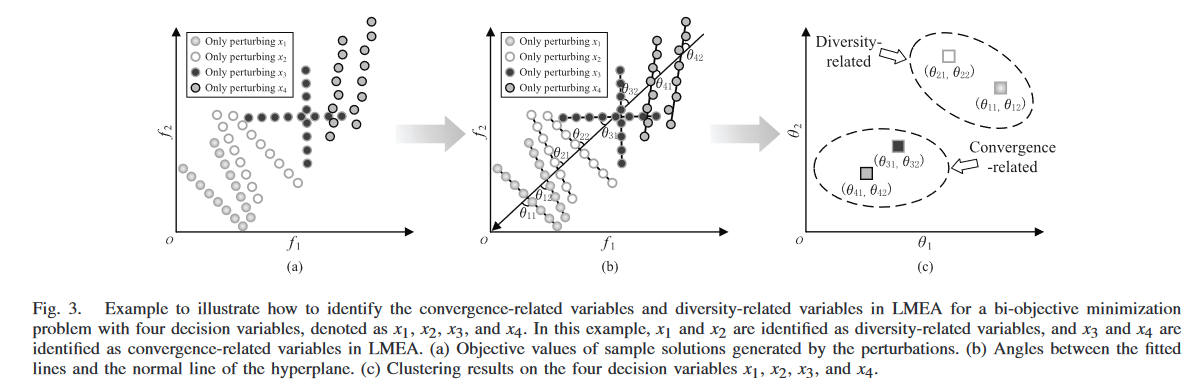 Only perturbing x1
Only perturbing x2
Only perturbing x3
Only perturbing x4
f2
o
f1
(a)
Only perturbing x1
Only perturbing x2
Only perturbing x3
Only perturbing x4
θ42
θ41
θ32
θ31
θ22
θ21
θ12
θ11
f2
o
f1
(b)
Diversity-
related
(θ21, θ22)
(θ11, θ12)
Convergence
-related
(θ31, θ32)
(θ41, θ42)
θ2
o
θ1
(c)
Fig. 3. Example to illustrate how to identify the convergence-related variables and diversity-related variables in LMEA for a bi-objective minimization
problem with four decision variables, denoted as x1, x2, x3, and x4. In this example, x1 and x2 are identified as diversity-related variables, and x3 and x4 are
identified as convergence-related variables in LMEA. (a) Objective values of sample solutions generated by the perturbations. (b) Angles between the fitted
lines and the normal line of the hyperplane. (c) Clustering results on the four decision variables x1, x2, x3, and x4.